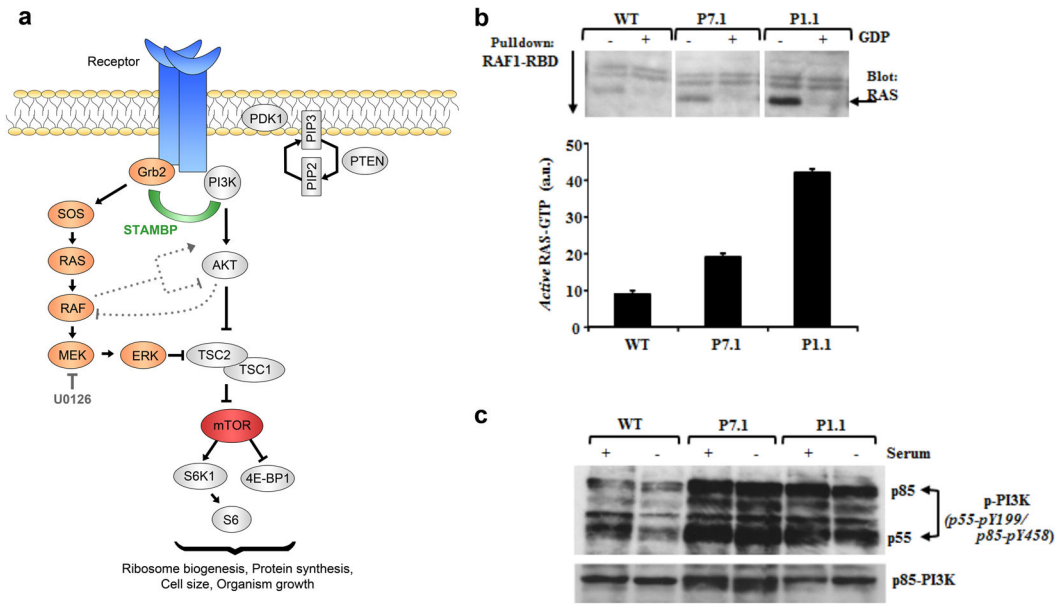 a
Receptor
PDK1
PIP3
PIP2
PTEN
Grb2
PI3K
STAMBP
SOS
RAS
AKT
RAF
MEK
ERK
TSC2
TSC1
U0126
mTOR
S6K1
4E-BP1
S6
Ribosome biogenesis, Protein synthesis,
Cell size, Organism growth
b
WT P7.1 P1.1
- + - + - + GDP
Pull down:
RAF1-RBD
Blot:
RAS
Active RAS-GTP (a.u.)
50
40
30
20
10
0
WT P7.1 P1.1
c
WT P7.1 P1.1
+ - + - + - Serum
p85
p-PI3K
(p55-pY199/
p85-pY458)
p55
p85-PI3K